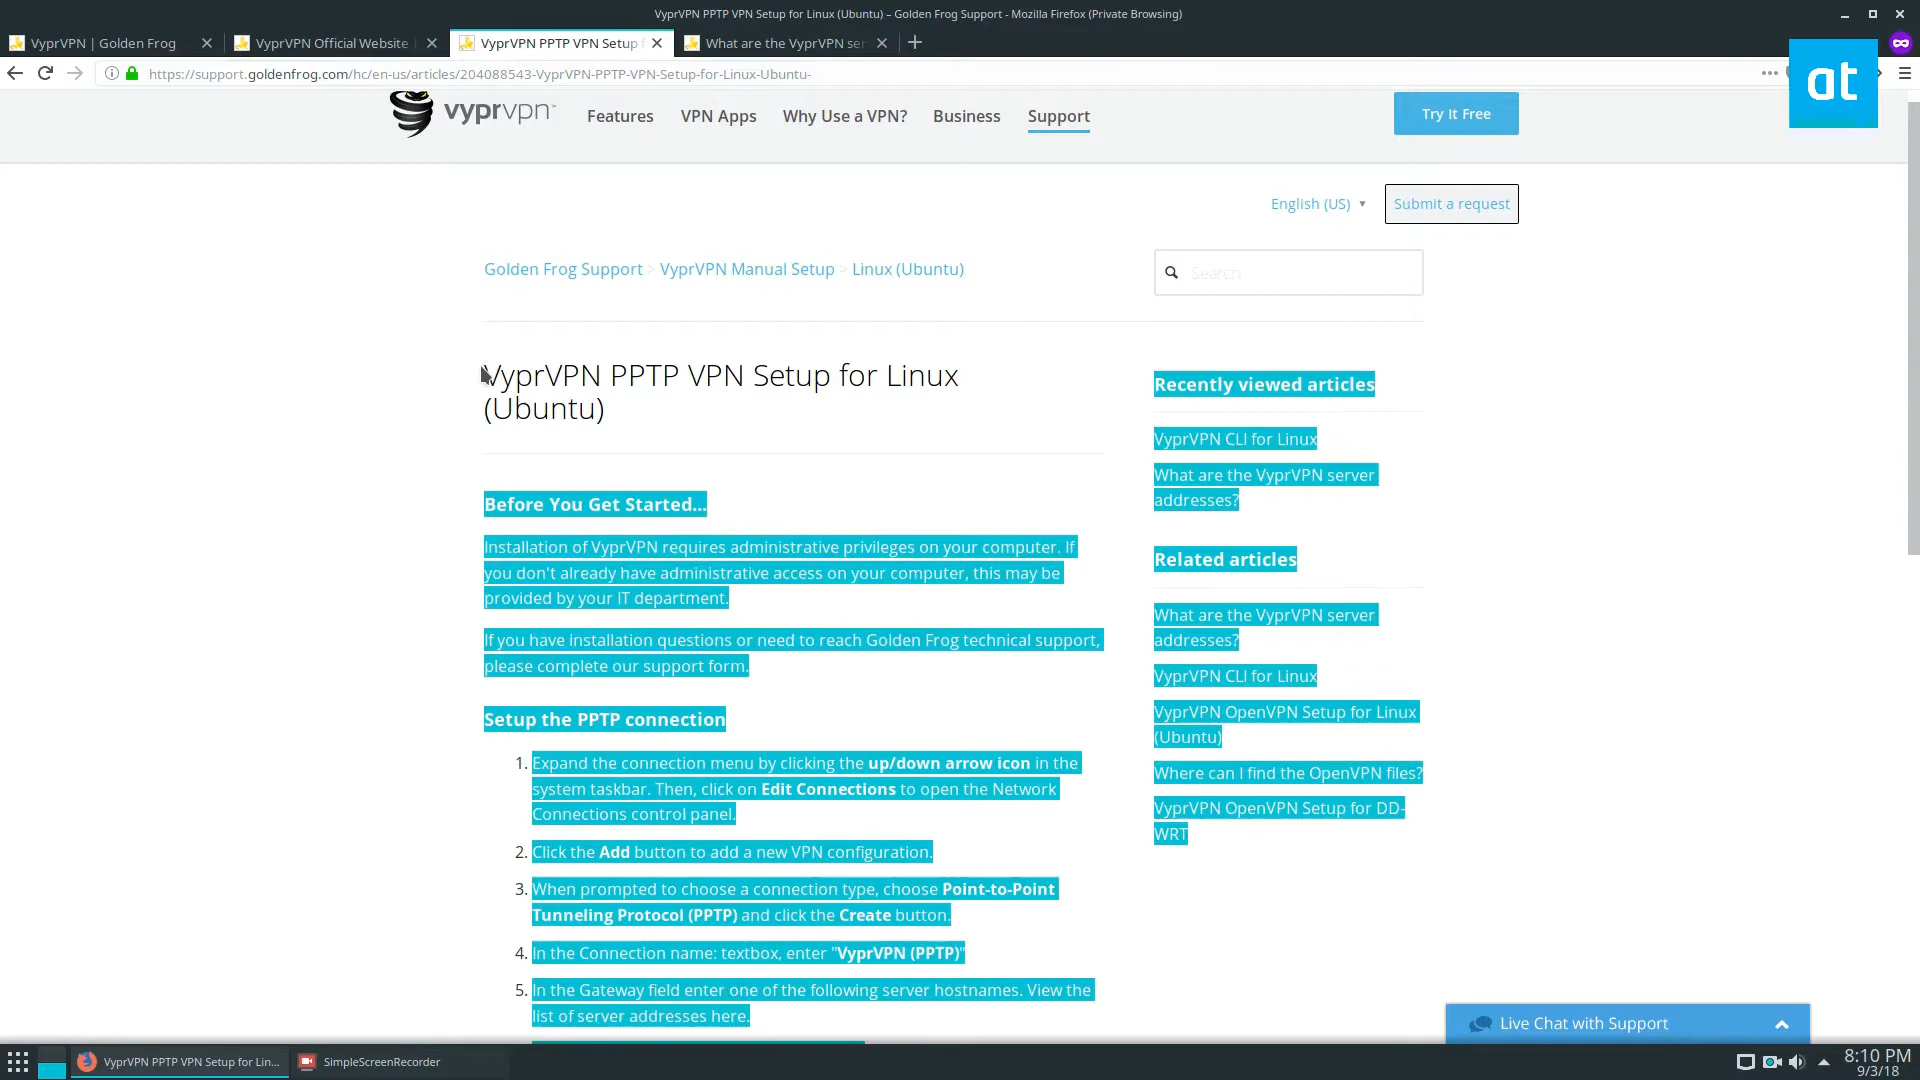 VyprVPN PPTP VPN Setup for Linux (Ubuntu) – Golden Frog Support - Mozilla Firefox (Private Browsing)
VyprVPN | Golden Frog
VyprVPN Official Website
VyprVPN PPTP VPN Setup
What are the VyprVPN ser
https://support.goldenfrog.com/hc/en-us/articles/204088543-VyprVPN-PPTP-VPN-Setup-for-Linux-Ubuntu-
at
vyprvpn™
Features
VPN Apps
Why Use a VPN?
Business
Support
Try It Free
English (US)
Submit a request
Golden Frog Support > VyprVPN Manual Setup > Linux (Ubuntu)
Search
VyprVPN PPTP VPN Setup for Linux
(Ubuntu)
Before You Get Started...
Installation of VyprVPN requires administrative privileges on your computer. If
you don't already have administrative access on your computer, this may be
provided by your IT department.
If you have installation questions or need to reach Golden Frog technical support,
please complete our support form.
Setup the PPTP connection
1. Expand the connection menu by clicking the up/down arrow icon in the
system taskbar. Then, click on Edit Connections to open the Network
Connections control panel.
2. Click the Add button to add a new VPN configuration.
3. When prompted to choose a connection type, choose Point-to-Point
Tunneling Protocol (PPTP) and click the Create button.
4. In the Connection name: textbox, enter "VyprVPN (PPTP)"
5. In the Gateway field enter one of the following server hostnames. View the
list of server addresses here.
Recently viewed articles
VyprVPN CLI for Linux
What are the VyprVPN server
addresses?
Related articles
What are the VyprVPN server
addresses?
VyprVPN CLI for Linux
VyprVPN OpenVPN Setup for Linux
(Ubuntu)
Where can I find the OpenVPN files?
VyprVPN OpenVPN Setup for DD-
WRT
Live Chat with Support
VyprVPN PPTP VPN Setup for Lin...
SimpleScreenRecorder
8:10 PM
9/3/18